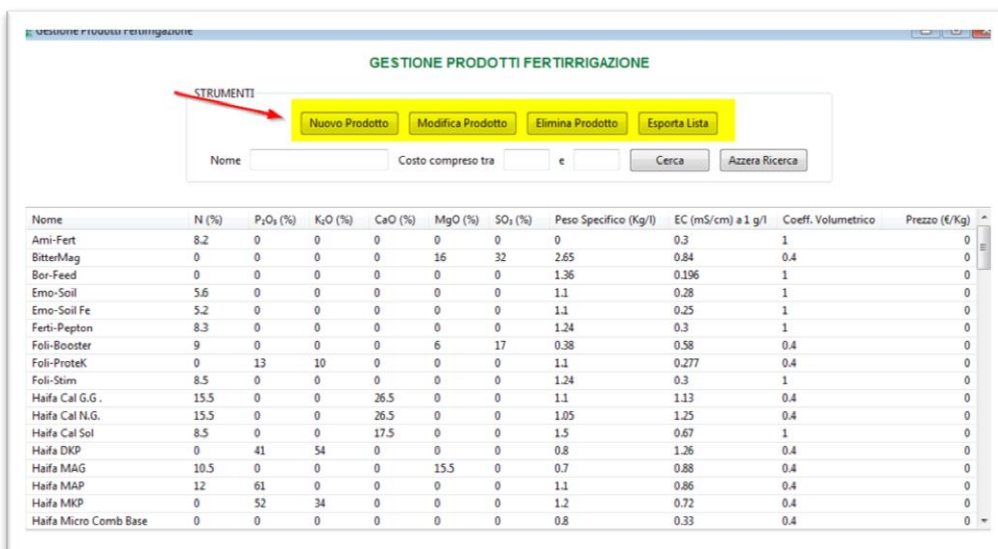 Gestione Prodotti Fertirrigazione
GESTIONE PRODOTTI FERTIRRIGAZIONE
STRUMENTI
Nuovo Prodotto Modifica Prodotto Elimina Prodotto Esporta Lista
Nome Costo compreso tra e Cerca Azzera Ricerca
Nome N (%) P₂O₅ (%) K₂O (%) CaO (%) MgO (%) SO₃ (%) Peso Specifico (Kg/l) EC (mS/cm) a 1 g/l Coeff. Volumetrico Prezzo (€/Kg)
Ami-Fert 8.2 0 0 0 0 0 0 0.3 1 0
BitterMag 0 0 0 0 16 32 2.65 0.84 0.4 0
Bor-Feed 0 0 0 0 0 0 1.36 0.196 1 0
Emo-Soil 5.6 0 0 0 0 0 1.1 0.28 1 0
Emo-Soil Fe 5.2 0 0 0 0 0 1.1 0.25 1 0
Ferti-Pepton 8.3 0 0 0 0 0 1.24 0.3 1 0
Foli-Booster 9 0 0 0 6 17 0.38 0.58 0.4 0
Foli-ProteK 0 13 10 0 0 0 1.1 0.277 0.4 0
Foli-Stim 8.5 0 0 0 0 0 1.24 0.3 1 0
Haifa Cal G.G . 15.5 0 0 26.5 0 0 1.1 1.13 0.4 0
Haifa Cal N.G. 15.5 0 0 26.5 0 0 1.05 1.25 0.4 0
Haifa Cal Sol 8.5 0 0 17.5 0 0 1.5 0.67 1 0
Haifa DKP 0 41 54 0 0 0 0.8 1.26 0.4 0
Haifa MAG 10.5 0 0 0 15.5 0 0.7 0.88 0.4 0
Haifa MAP 12 61 0 0 0 0 1.1 0.86 0.4 0
Haifa MKP 0 52 34 0 0 0 1.2 0.72 0.4 0
Haifa Micro Comb Base 0 0 0 0 0 0 0.8 0.33 0.4 0